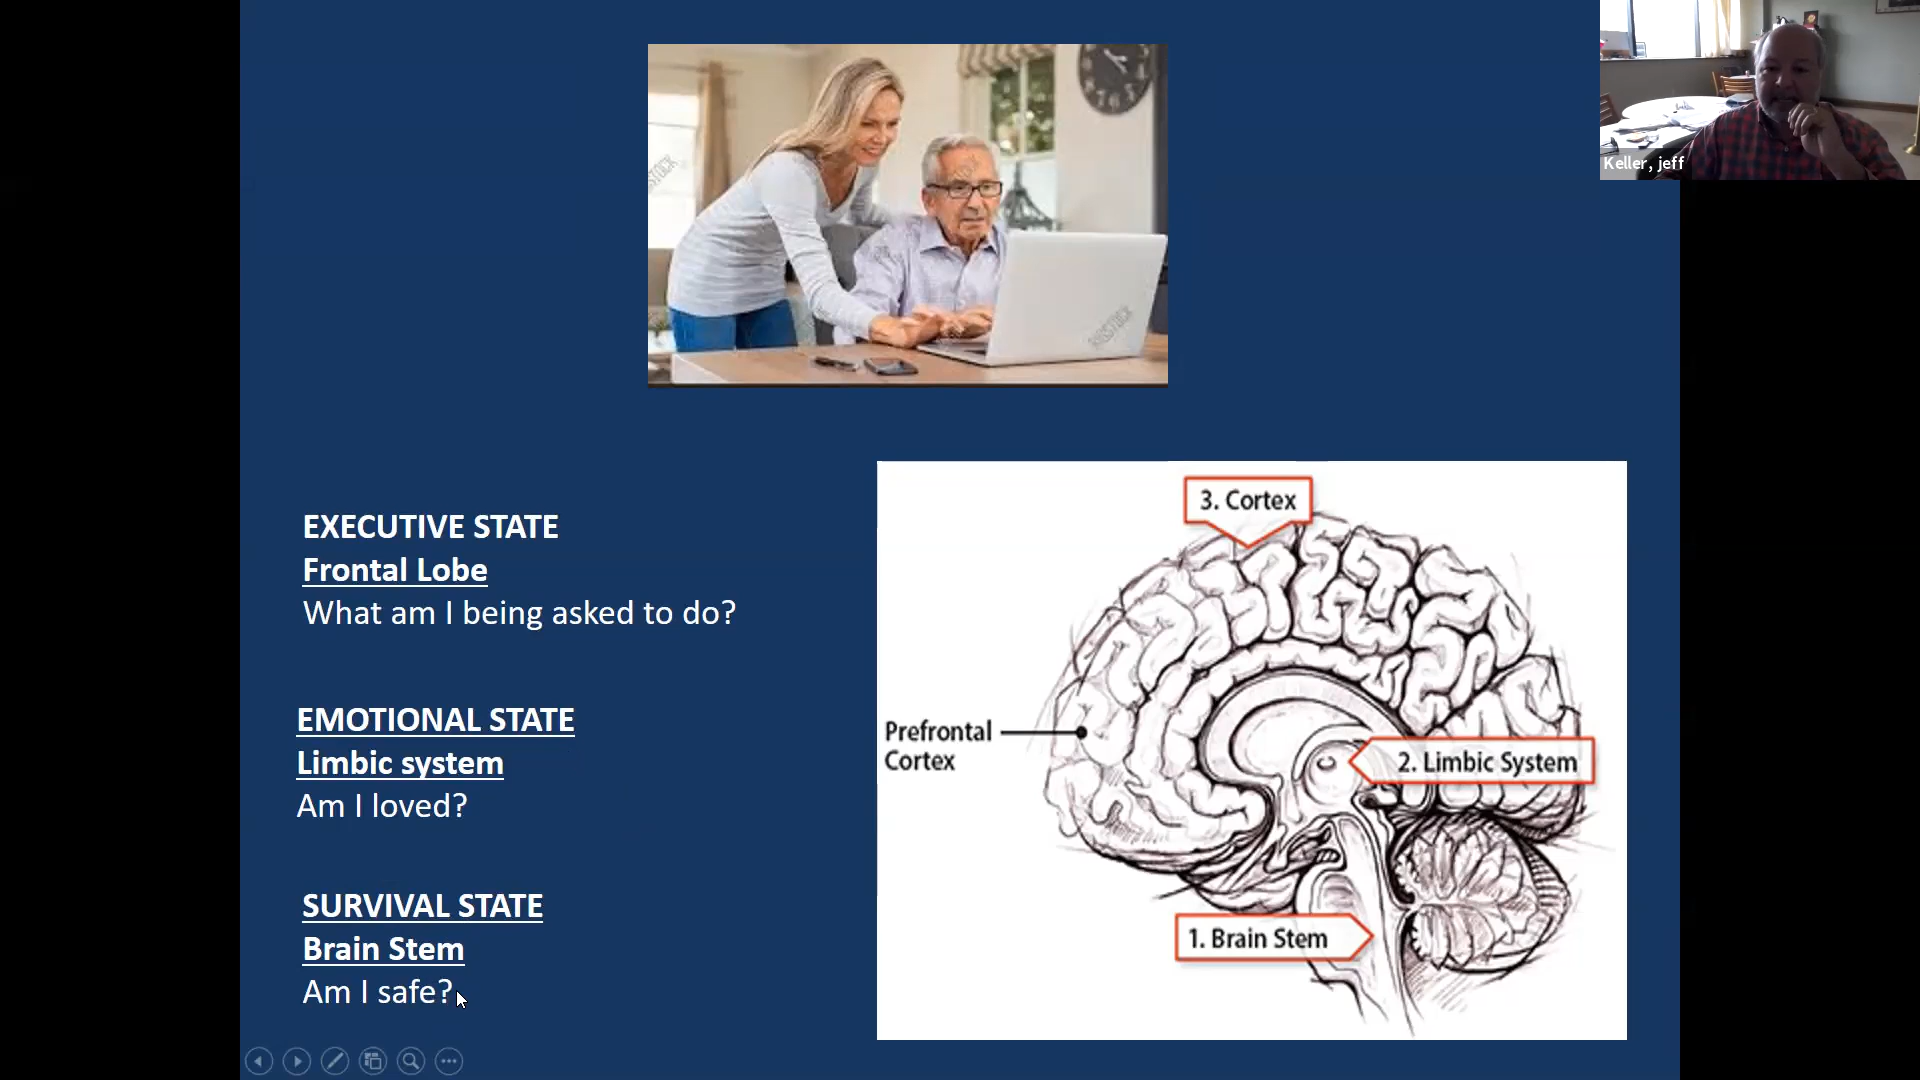 Keller, jeff
EXECUTIVE STATE
Frontal Lobe
What am I being asked to do?
EMOTIONAL STATE
Limbic system
Am I loved?
SURVIVAL STATE
Brain Stem
Am I safe?
3. Cortex
Prefrontal
Cortex
2. Limbic System
1. Brain Stem